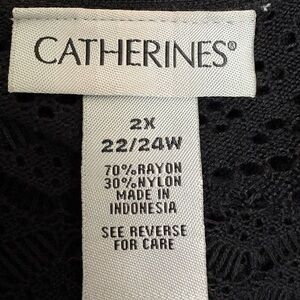 CATHERINES®
2X
22/24W
70%RAYON
30%NYLON
MADE IN
INDONESIA
SEE REVERSE
FOR CARE